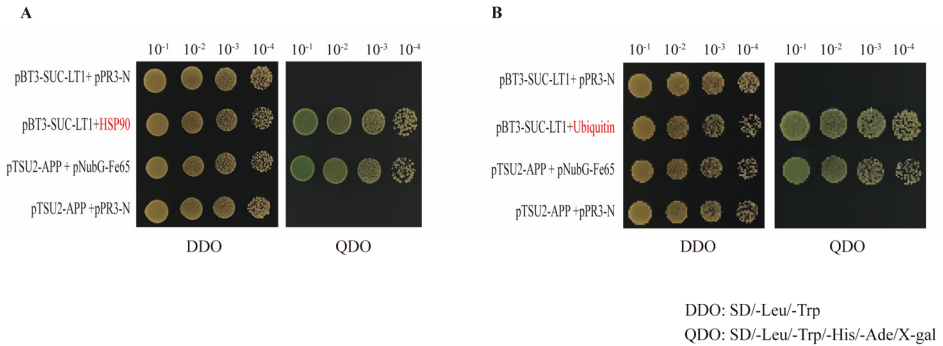 A
B
10-1 10-2 10-3 10-4 10-1 10-2 10-3 10-4
10-1 10-2 10-3 10-4 10-1 10-2 10-3 10-4
pBT3-SUC-LT1+ pPR3-N
pBT3-SUC-LT1+HSP90
pTSU2-APP + pNubG-Fe65
pTSU2-APP +pPR3-N
DDO
QDO
pBT3-SUC-LT1+ pPR3-N
pBT3-SUC-LT1+Ubiquitin
pTSU2-APP + pNubG-Fe65
pTSU2-APP +pPR3-N
DDO
QDO
DDO: SD/-Leu/-Trp
QDO: SD/-Leu/-Trp/-His/-Ade/X-gal